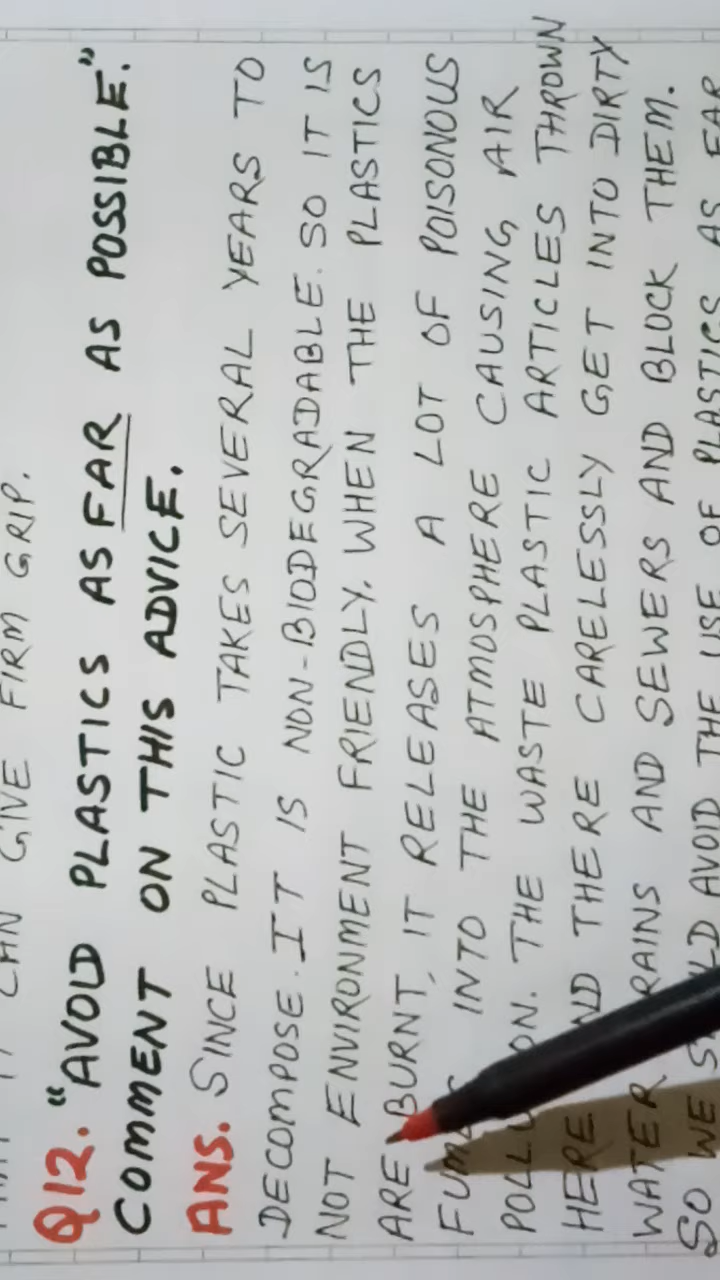 CAN GIVE FIRM GRIP.
Q12. "AVOID PLASTICS AS FAR AS POSSIBLE."
COMMENT ON THIS ADVICE.
ANS. SINCE PLASTIC TAKES SEVERAL YEARS TO
DECOMPOSE. IT IS NON-BIODEGRADABLE. SO IT IS
NOT ENVIRONMENT FRIENDLY. WHEN THE PLASTICS
ARE BURNT, IT RELEASES A LOT OF POISONOUS
INTO THE ATMOSPHERE CAUSING AIR
THE WASTE PLASTIC ARTICLES THROWN
HERE THERE CARELESSLY GET INTO DIRTY
WATER AND SEWERS AND BLOCK THEM.
SO WE AVOID THE USE OF PLASTICS AS FAR